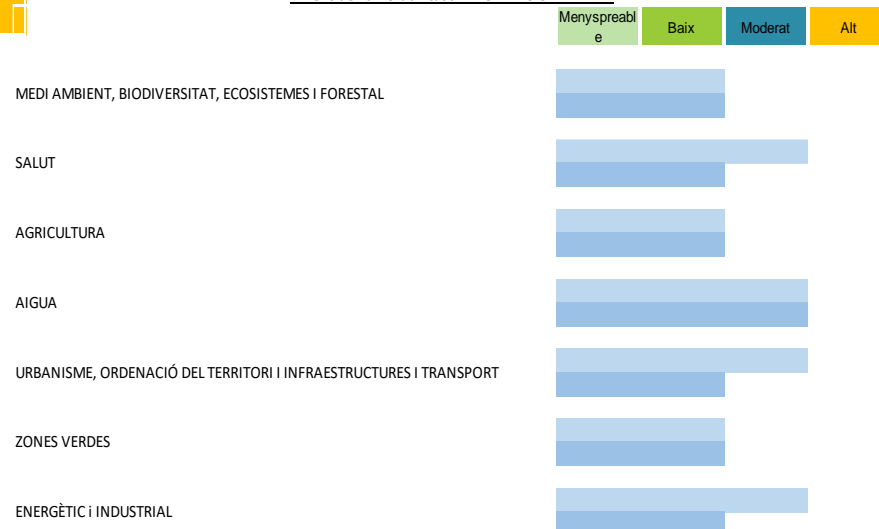 Menyspreabl
e
Baix
Moderat
Alt
MEDI AMBIENT, BIODIVERSITAT, ECOSISTEMES I FORESTAL
SALUT
AGRICULTURA
AIGUA
URBANISME, ORDENACIÓ DEL TERRITORI I INFRAESTRUCTURES I TRANSPORT
ZONES VERDES
ENERGÈTIC i INDUSTRIAL